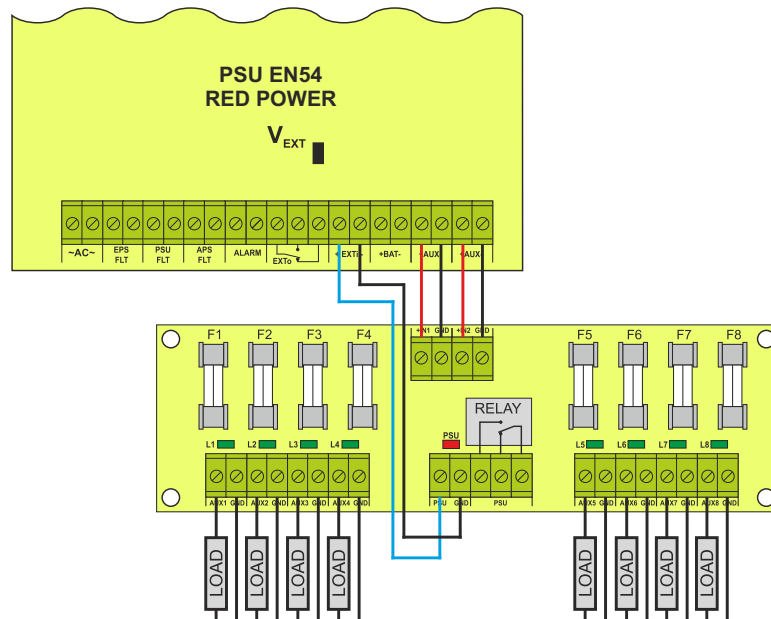 PSU EN54
RED POWER
VEXT
~AC~ EPS FLT PSU FLT APS FLT ALARM EXTo +EXTi- +BAT- +AUX- +AUX-
+IN1 GND +IN2 GND
F1 F2 F3 F4 F5 F6 F7 F8
RELAY
PSU
L1 L2 L3 L4 L5 L6 L7 L8
AUX1 GND AUX2 GND AUX3 GND AUX4 GND PSU GND PSU AUX5 GND AUX6 GND AUX7 GND AUX8 GND
LOAD LOAD LOAD LOAD LOAD LOAD LOAD LOAD